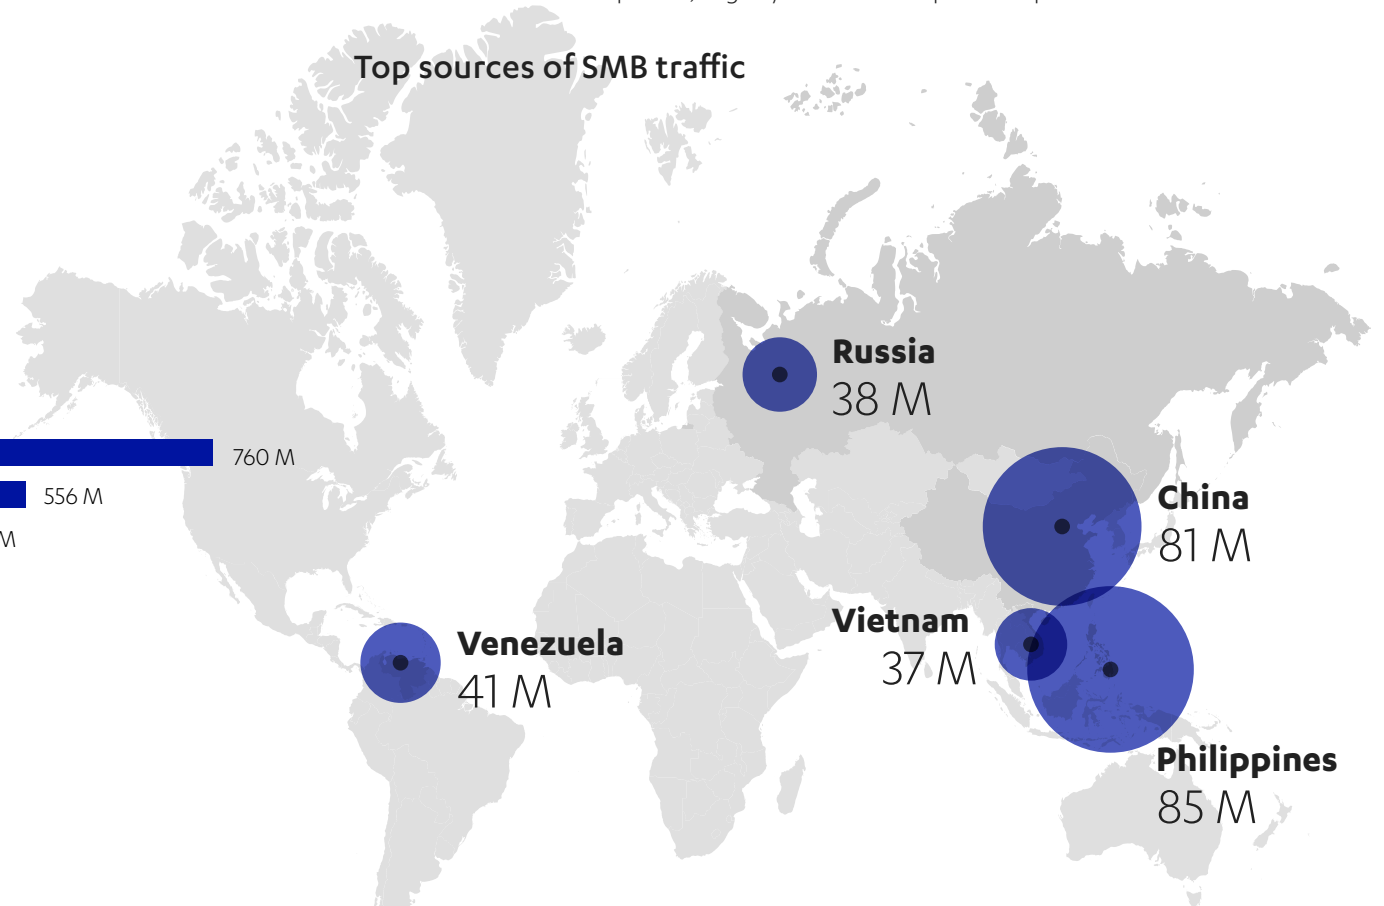 Top sources of SMB traffic
Russia
38 M
760 M
China
81 M
556 M
M
Vietnam
37 M
Venezuela
41 M
Philippines
85 M